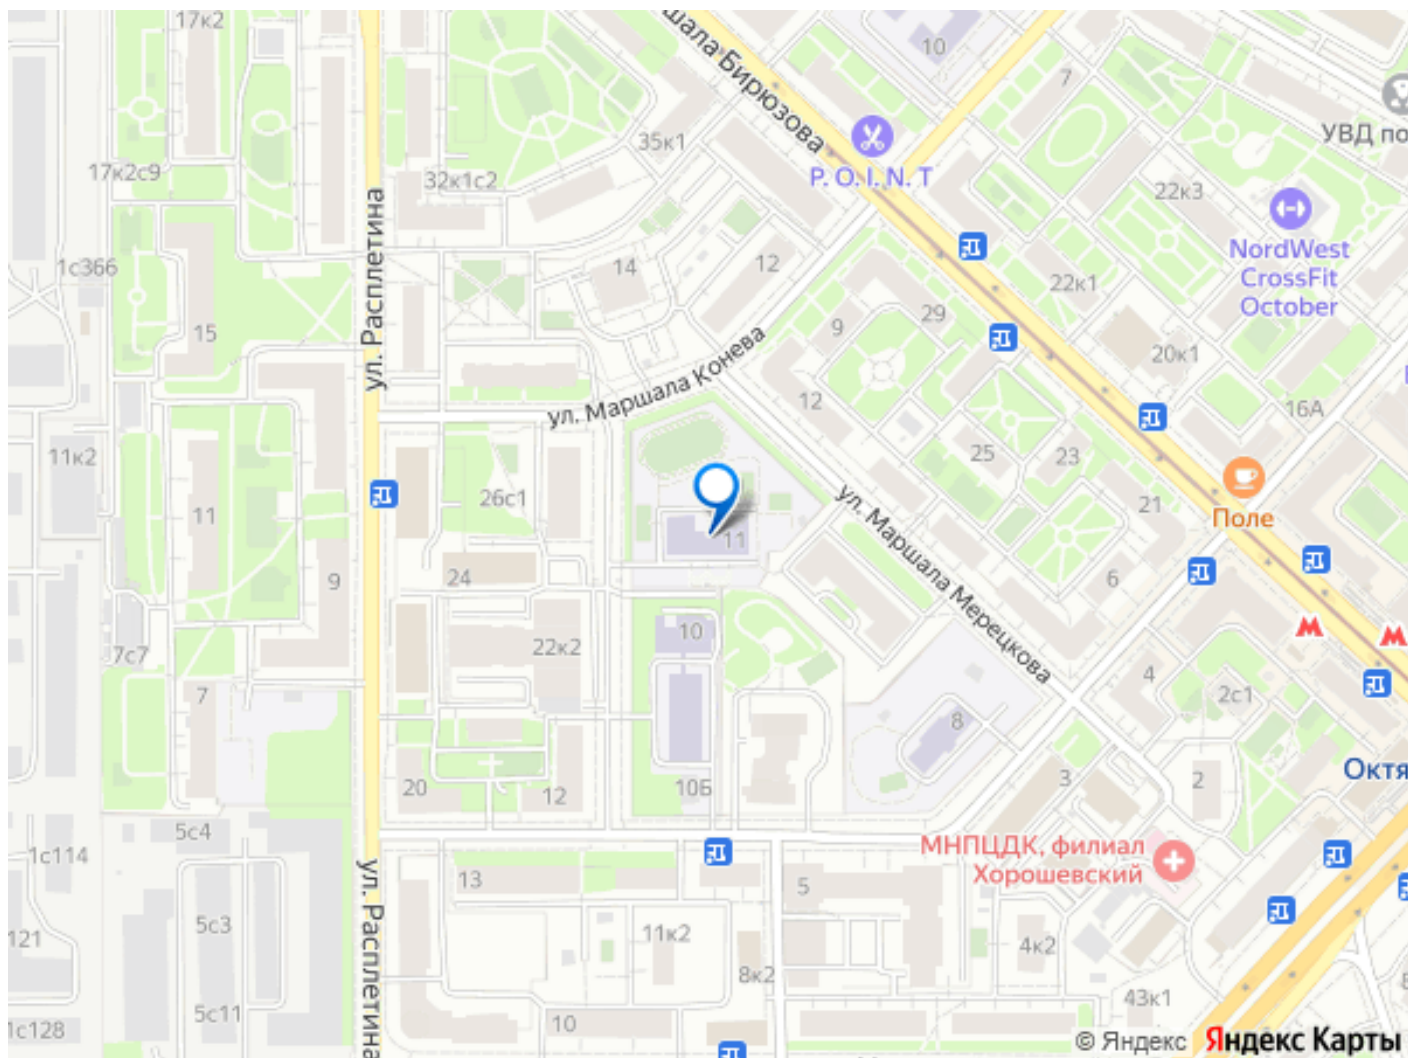 17к2
10
шала Бирюзова
7
УВД по
35к1
P. O. I. N. T
17к2с9
32к1с2
22к3
ул. Расплетина
NordWest
CrossFit
October
1с366
14
12
22к1
15
9
29
20к1
ул. Маршала Конева
12
16А
11к2
25
23
26с1
21
Поле
11
11
ул. Маршала Мерецкова
24
9
6
10
22к2
7с7
4
2с1
7
8
Октя
20
12
10Б
3
2
5с4
1с114
МНПЦДК, филиал
Хорошевский
13
5
ул. Расплетина
5с3
121
11к2
4к2
8к2
43к1
5с11
1с128
10
© Яндекс Яндекс Карты